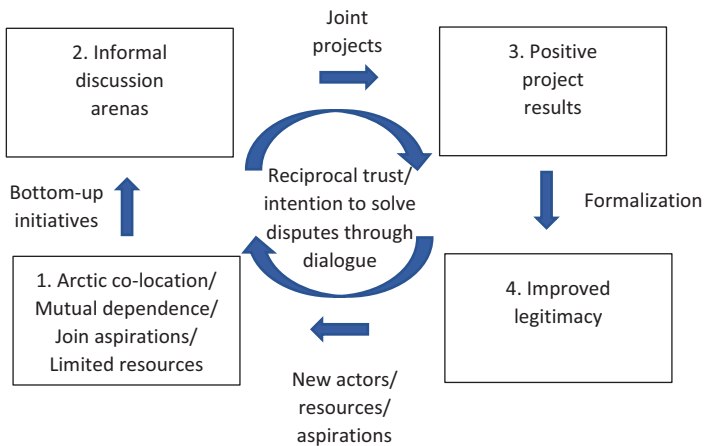 Joint
projects
2. Informal
discussion
arenas
3. Positive
project
results
Bottom-up
initiatives
Reciprocal trust/
intention to solve
disputes through
dialogue
Formalization
1. Arctic co-location/
Mutual dependence/
Join aspirations/
Limited resources
4. Improved
legitimacy
New actors/
resources/
aspirations